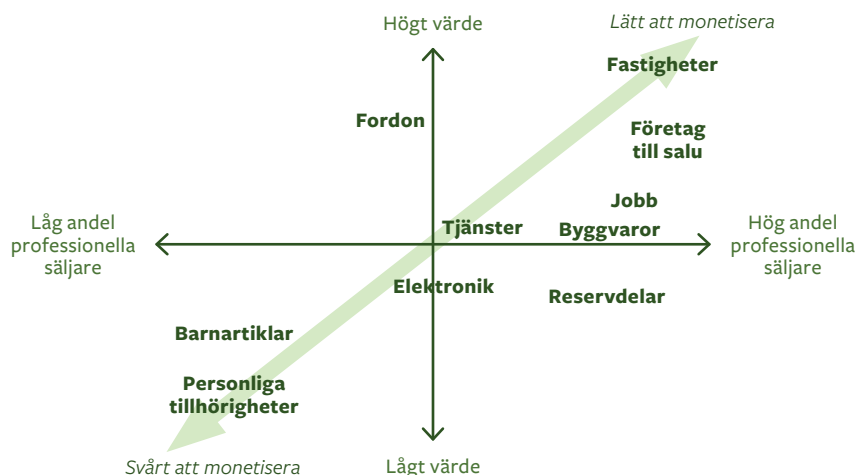 Högt värde
Lätt att monetisera
Fastigheter
Fordon
Företag
till salu
Jobb
Låg andel
professionella
säljare
Tjänster
Byggvaror
Hög andel
professionella
säljare
Elektronik
Reservdelar
Barnartiklar
Personliga
tillhörigheter
Svårt att monetisera
Lågt värde